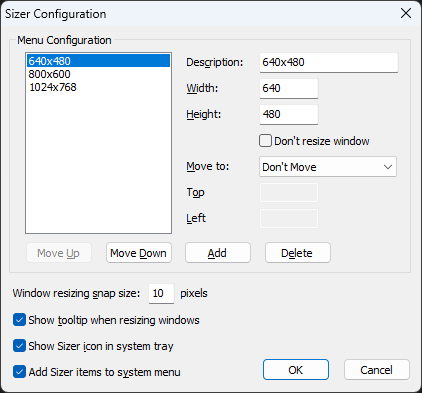 Sizer Configuration
Menu Configuration
640x480
800x600
1024x768
Description: 640x480
Width: 640
Height: 480
Don't resize window
Move to: Don't Move
Top
Left
Move Up Move Down Add Delete
Window resizing snap size: 10 pixels
Show tooltip when resizing windows
Show Sizer icon in system tray
Add Sizer items to system menu
OK Cancel